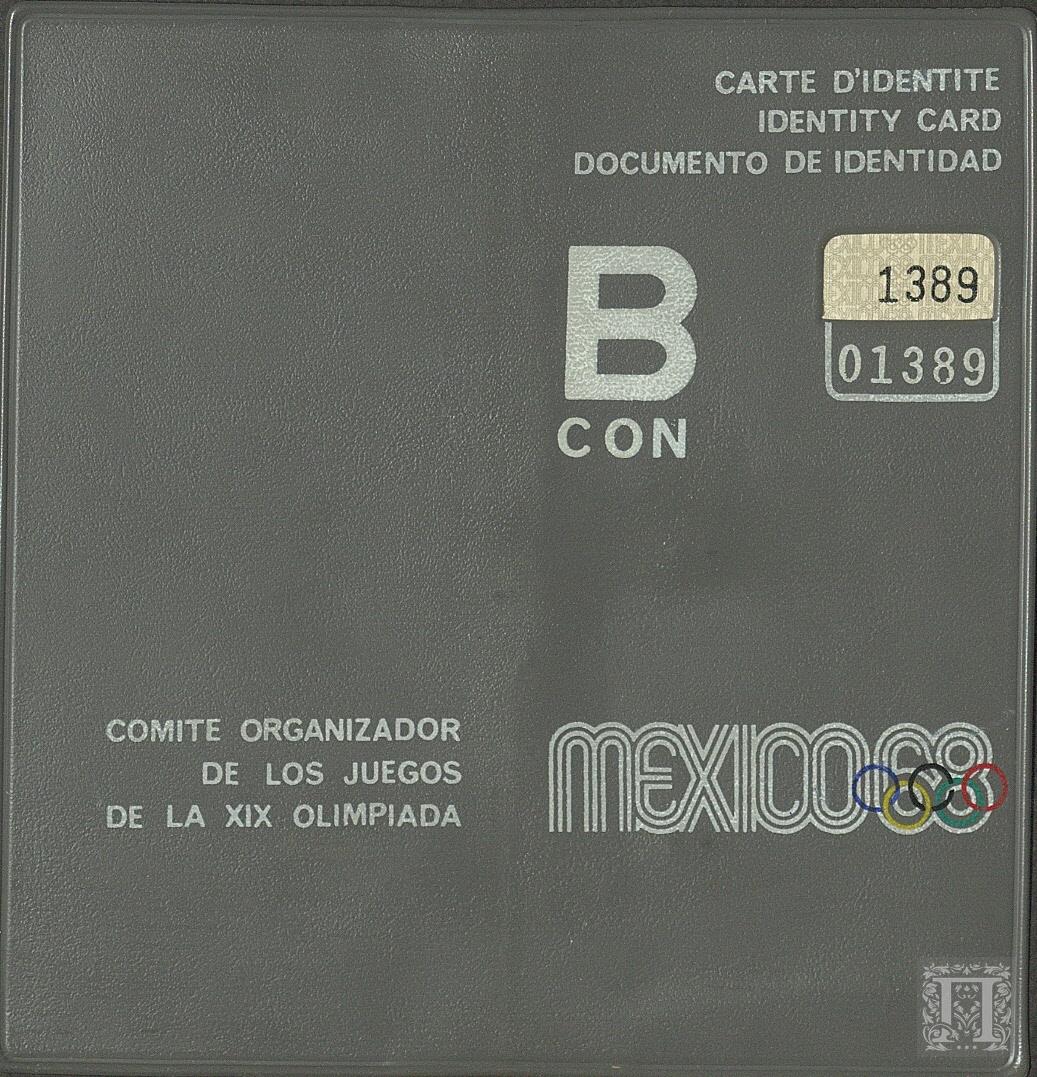 CARTE D'IDENTITE
IDENTITY CARD
DOCUMENTO DE IDENTIDAD
B
CON
1389
01389
COMITE ORGANIZADOR
DE LOS JUEGOS
DE LA XIX OLIMPIADA
MEXICO68